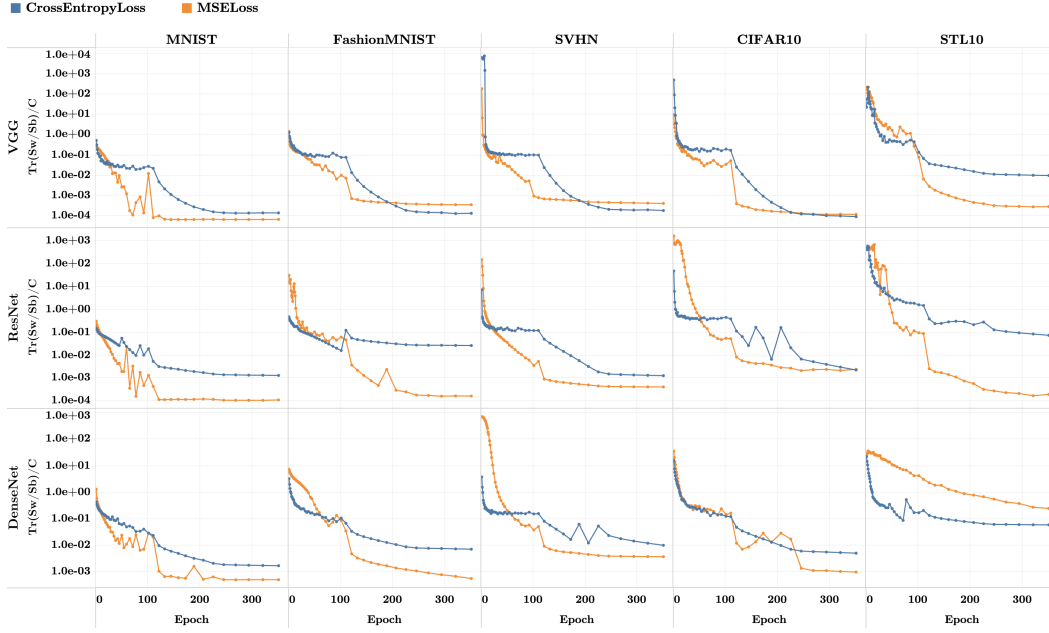 CrossEntropyLoss MSELoss
MNIST FashionMNIST SVHN CIFAR10 STL10
VGG
Tr(Sw/Sb)/C
1.0e+04
1.0e+03
1.0e+02
1.0e+01
1.0e+00
1.0e-01
1.0e-02
1.0e-03
1.0e-04
ResNet
Tr(Sw/Sb)/C
1.0e+03
1.0e+02
1.0e+01
1.0e+00
1.0e-01
1.0e-02
1.0e-03
1.0e-04
DenseNet
Tr(Sw/Sb)/C
1.0e+03
1.0e+02
1.0e+01
1.0e+00
1.0e-01
1.0e-02
1.0e-03
0 100 200 300 0 100 200 300 0 100 200 300 0 100 200 300 0 100 200 300
Epoch Epoch Epoch Epoch Epoch